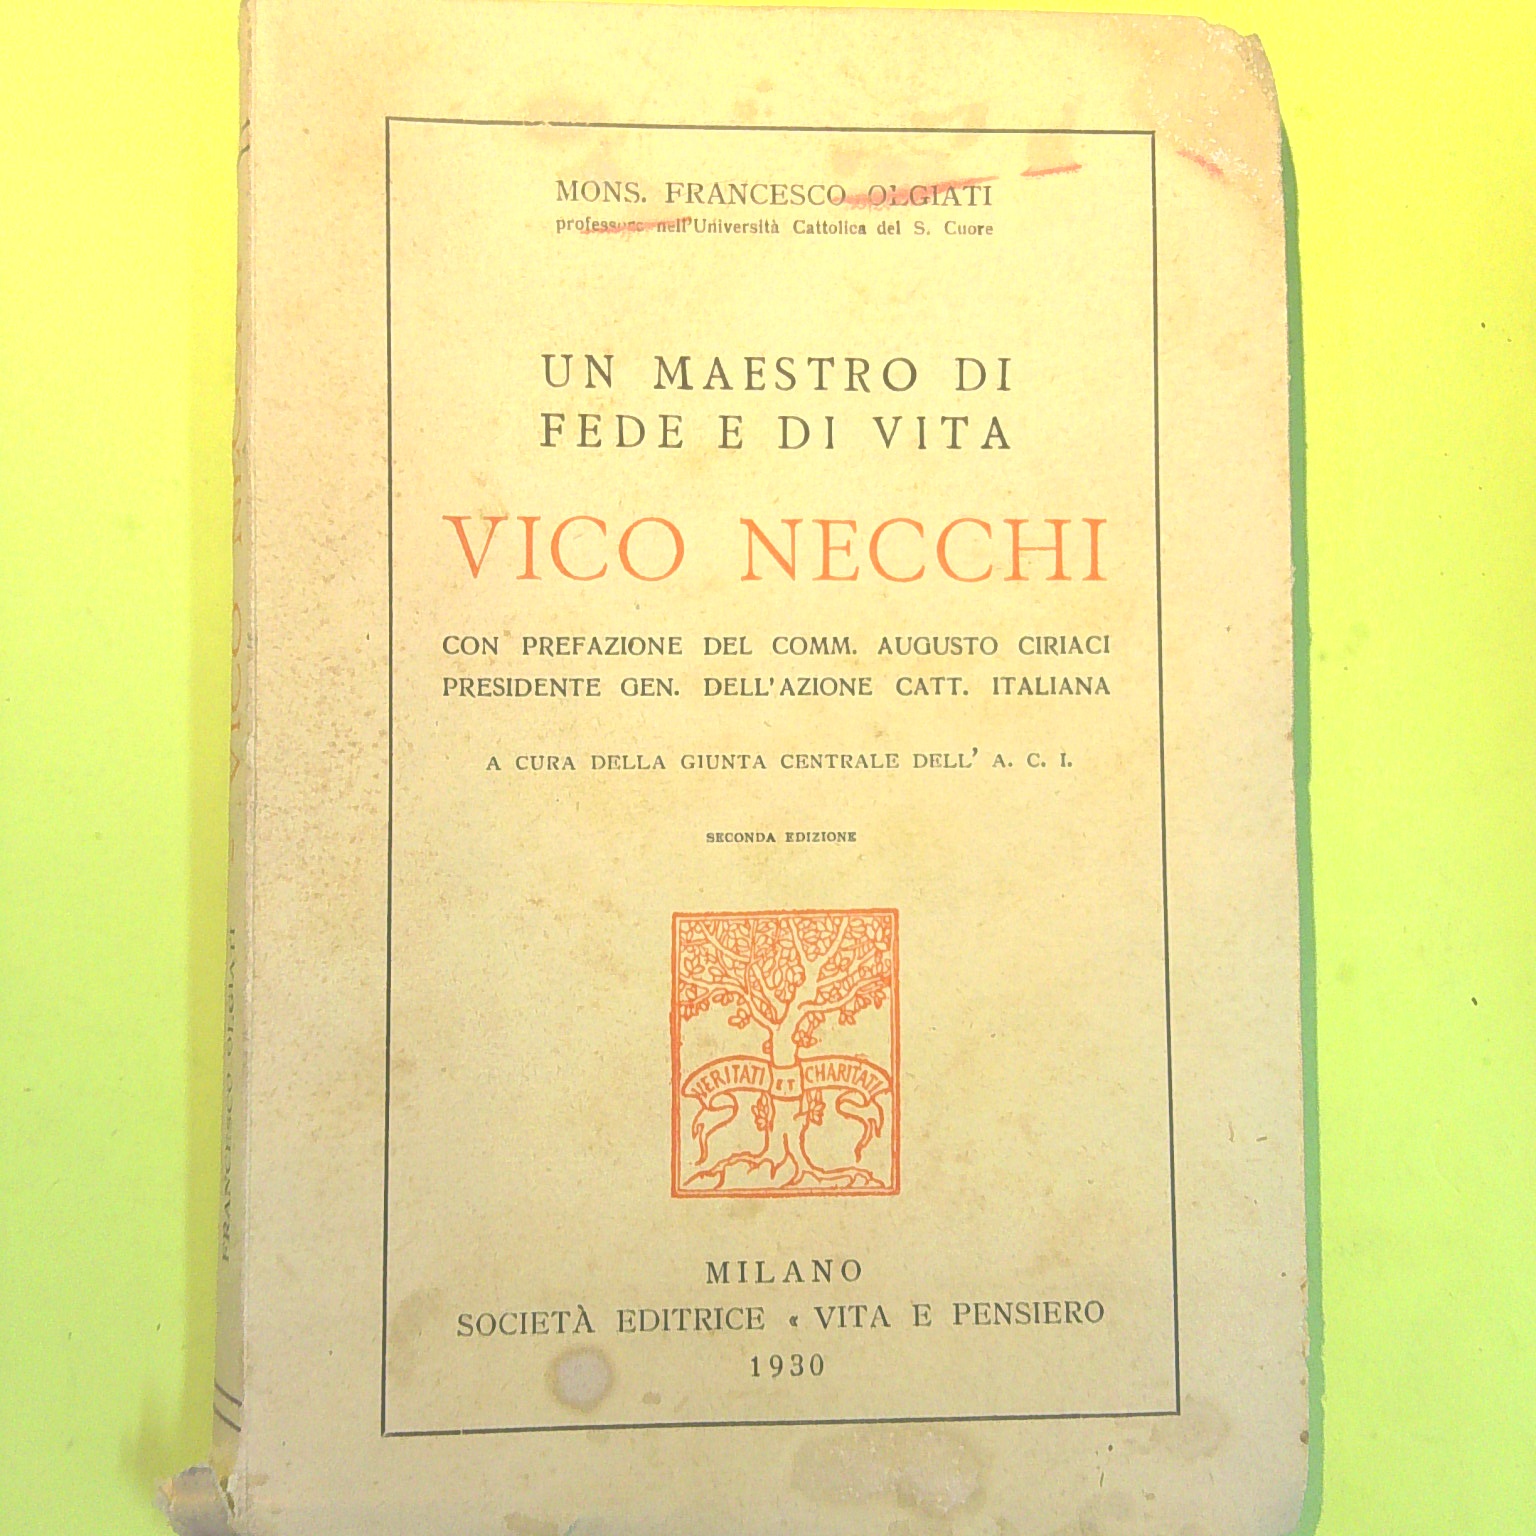 MONS. FRANCESCO OLGIATI
professore nell'Università Cattolica del S. Cuore
UN MAESTRO DI
FEDE E DI VITA
VICO NECCHI
CON PREFAZIONE DEL COMM. AUGUSTO CIRIACI
PRESIDENTE GEN. DELL'AZIONE CATT. ITALIANA
A CURA DELLA GIUNTA CENTRALE DELL' A. C. I.
SECONDA EDIZIONE
VERITATI ET CHARITATI
MILANO
SOCIETÀ EDITRICE « VITA E PENSIERO
1930
FRANCESCO OLGIATI